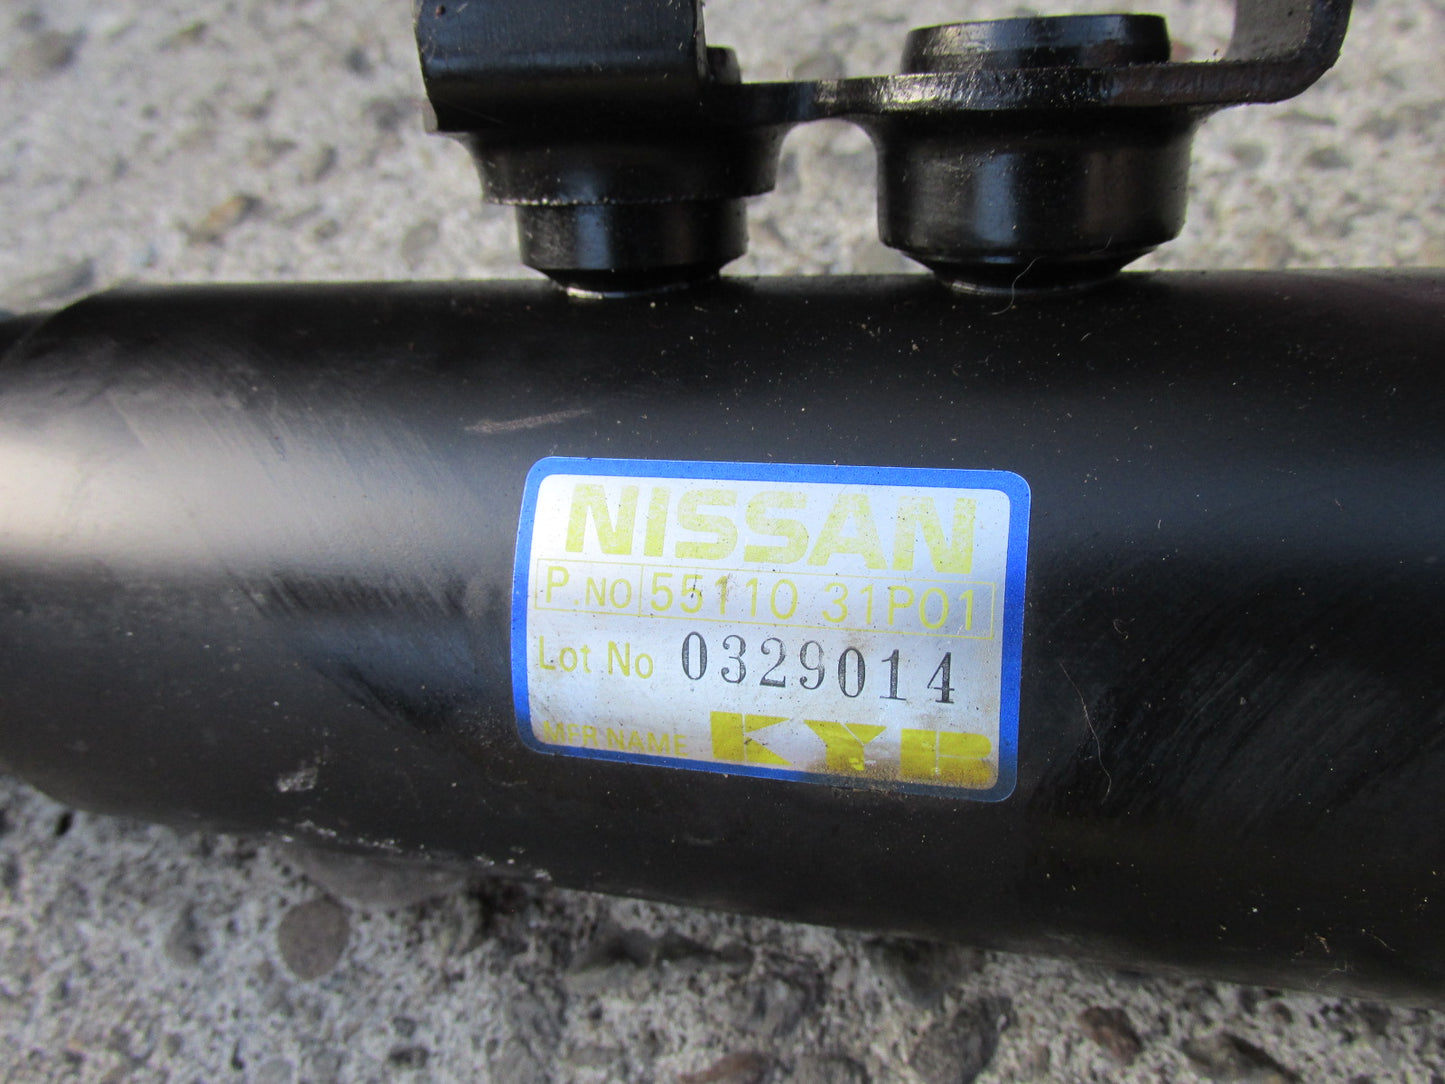 NISSAN
P.NO 55110 31P01
Lot No 0329014
MFR NAME KYB